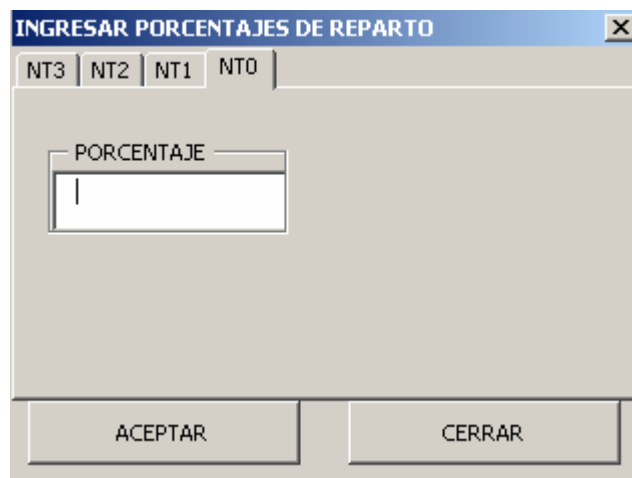 INGRESAR PORCENTAJES DE REPARTO
NT3 NT2 NT1 NT0
PORCENTAJE
ACEPTAR CERRAR